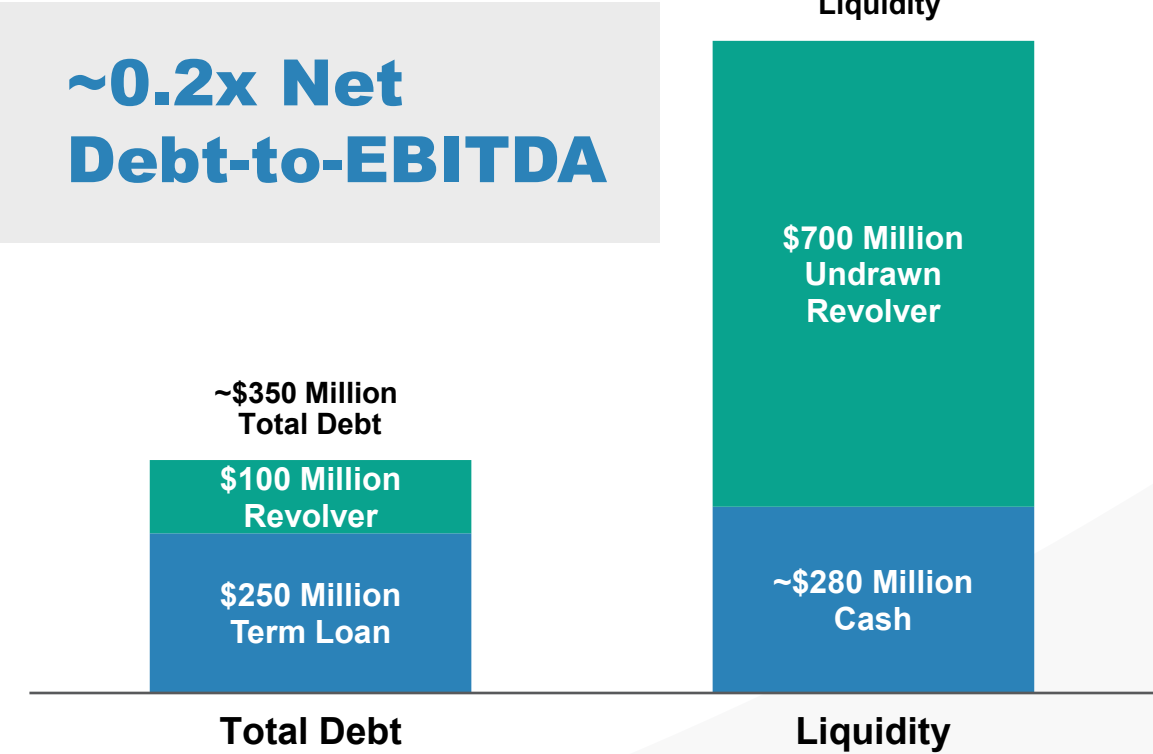 Liquidity
~0.2x Net
Debt-to-EBITDA
$700 Million
Undrawn
Revolver
~$350 Million
Total Debt
$100 Million
Revolver
$250 Million
Term Loan
~$280 Million
Cash
Total Debt
Liquidity